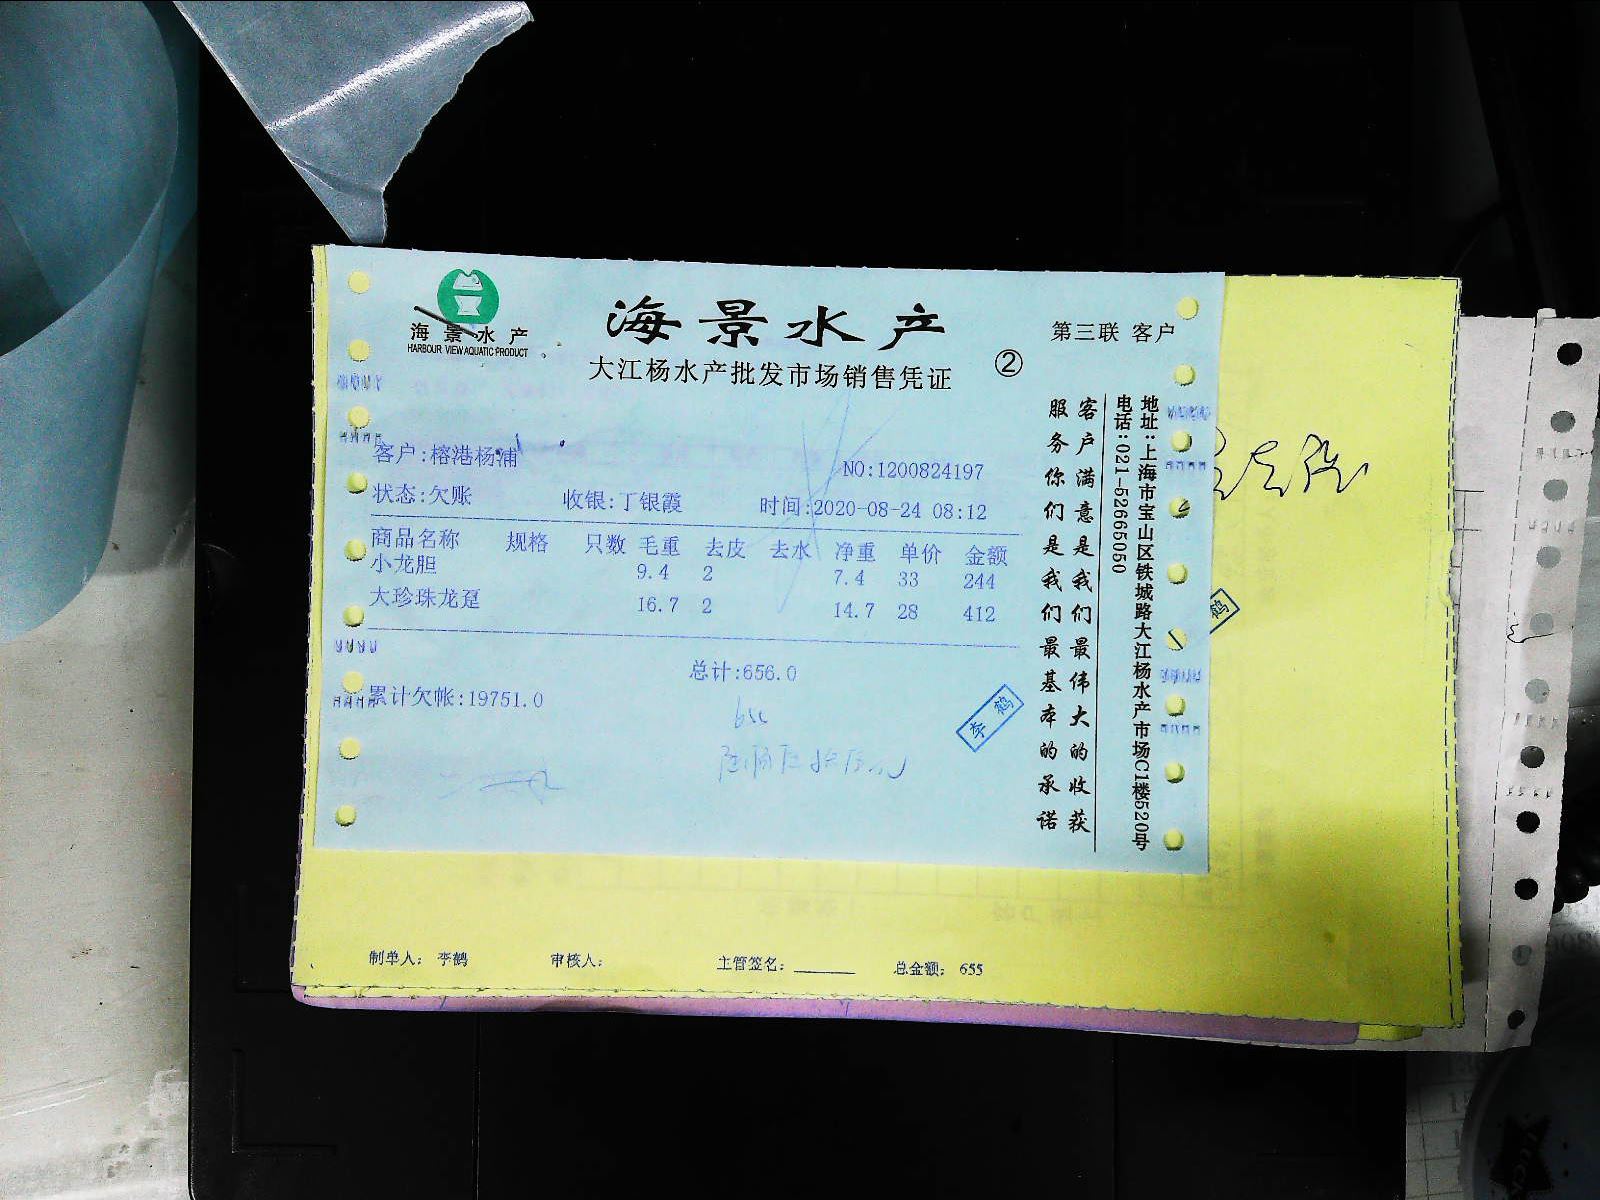 海景水产
HARBOUR VIEW AQUATIC PRODUCT
海景水产
大江杨水产批发市场销售凭证
②
第三联 客户
客户:榕港杨浦
NO:1200824197
状态:欠账 收银:丁银霞 时间:2020-08-24 08:12
商品名称 规格 只数 毛重 去皮 去水 净重 单价 金额
小龙胆 9.4 2 7.4 33 244
大珍珠龙趸 16.7 2 14.7 28 412
总计:656.0
累计欠帐:19751.0
李鹤
客户满意是我们最伟大的收获
服务你们是我们最基本的承诺
地址:上海市宝山区铁城路大江杨水产市场C1楼520号
电话:021-52665050
鹤
制单人: 李鹤 审核人: 主管签名: 总金额: 655